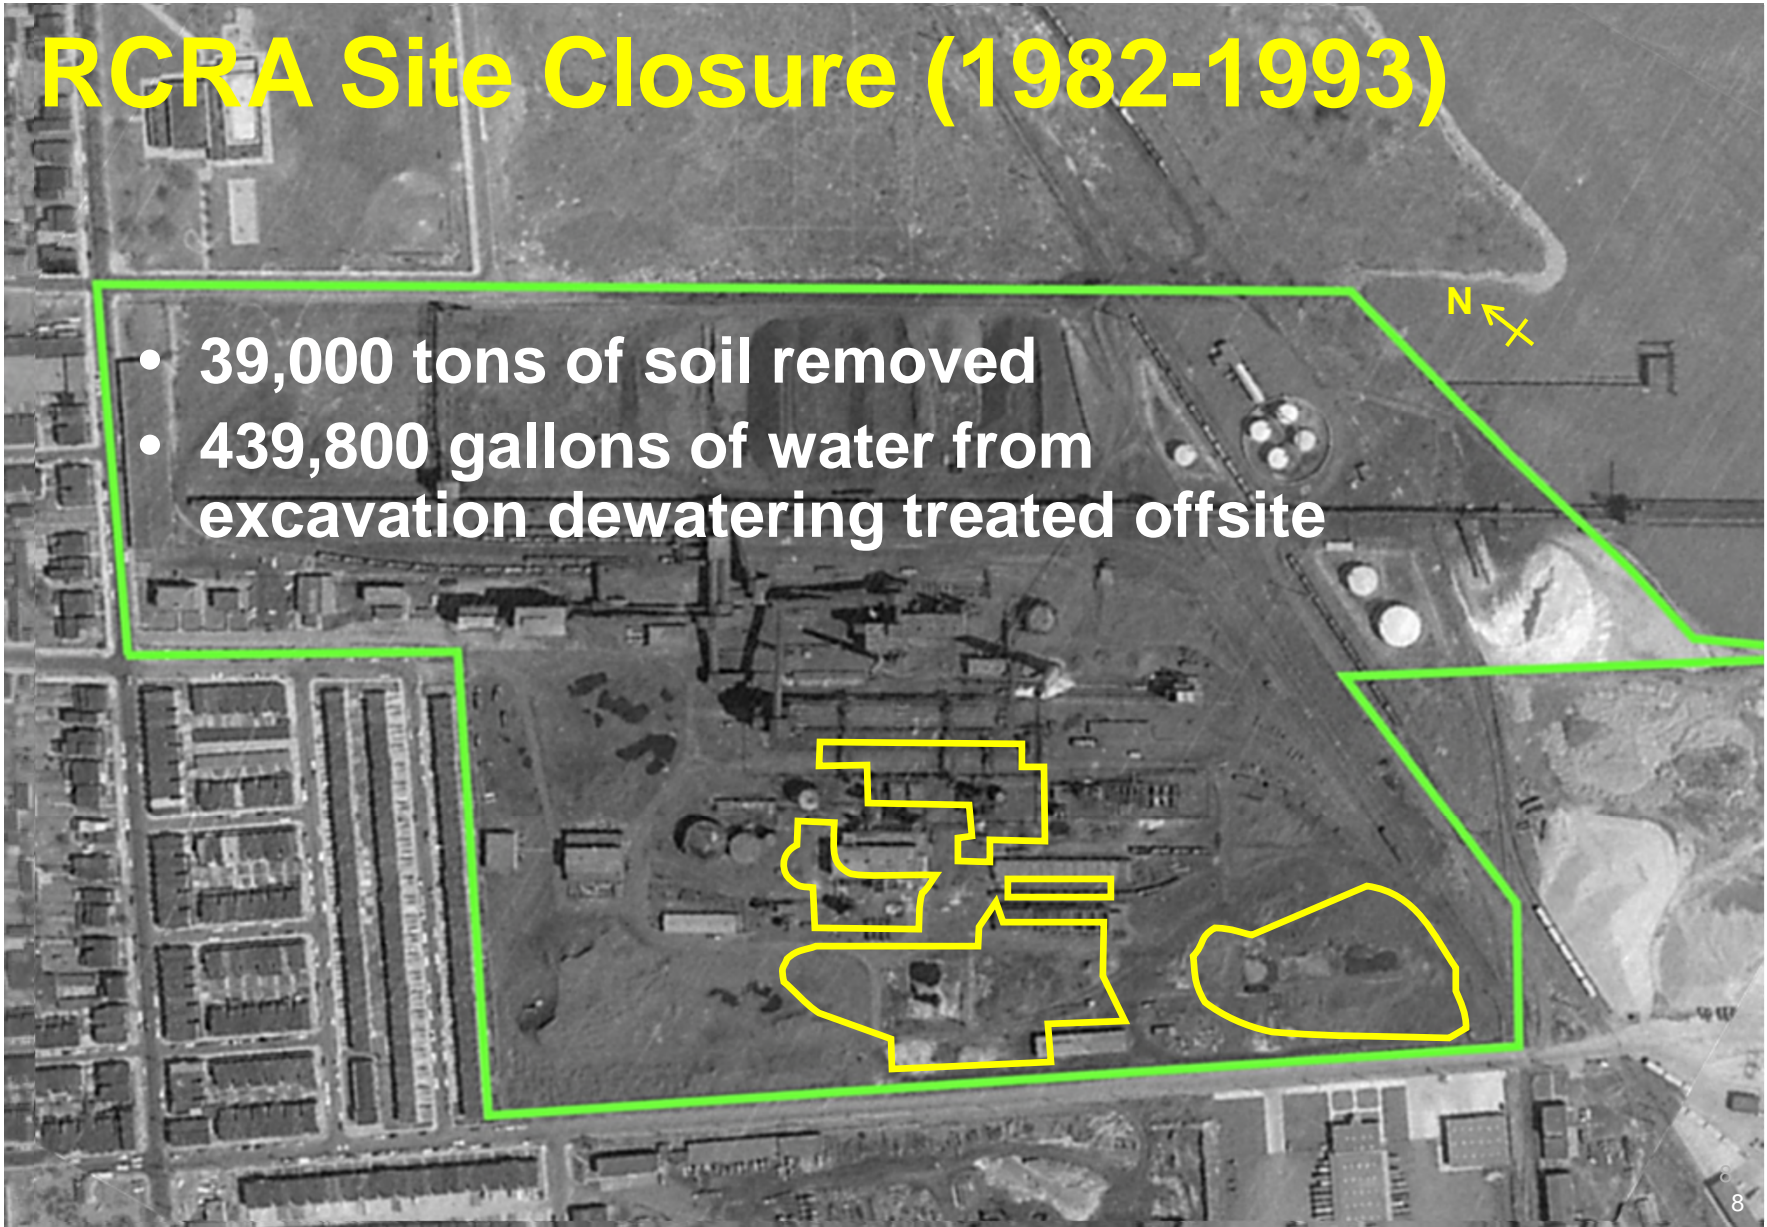 RCRA Site Closure (1982-1993)
N
• 39,000 tons of soil removed
• 439,800 gallons of water from
excavation dewatering treated offsite
8